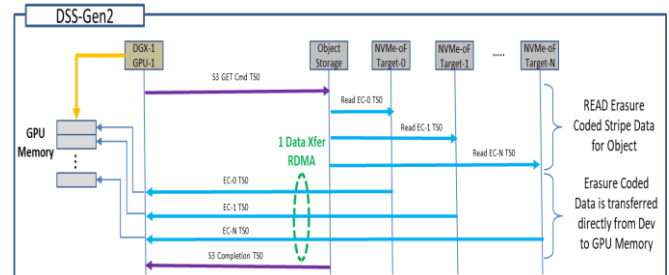 DSS-Gen2
DGX-1
GPU-1
Object
Storage
NVMe-oF
Target-0
NVMe-oF
Target-1
.....
NVMe-oF
Target-N
S3 GET Cmd TS0
Read EC-0 TS0
Read EC-1 TS0
Read EC-N TS0
READ Erasure
Coded Stripe Data
for Object
GPU
Memory
1 Data Xfer
RDMA
EC-0 TS0
EC-1 TS0
EC-N TS0
S3 Completion TS0
Erasure Coded
Data is transferred
directly from Dev
to GPU Memory